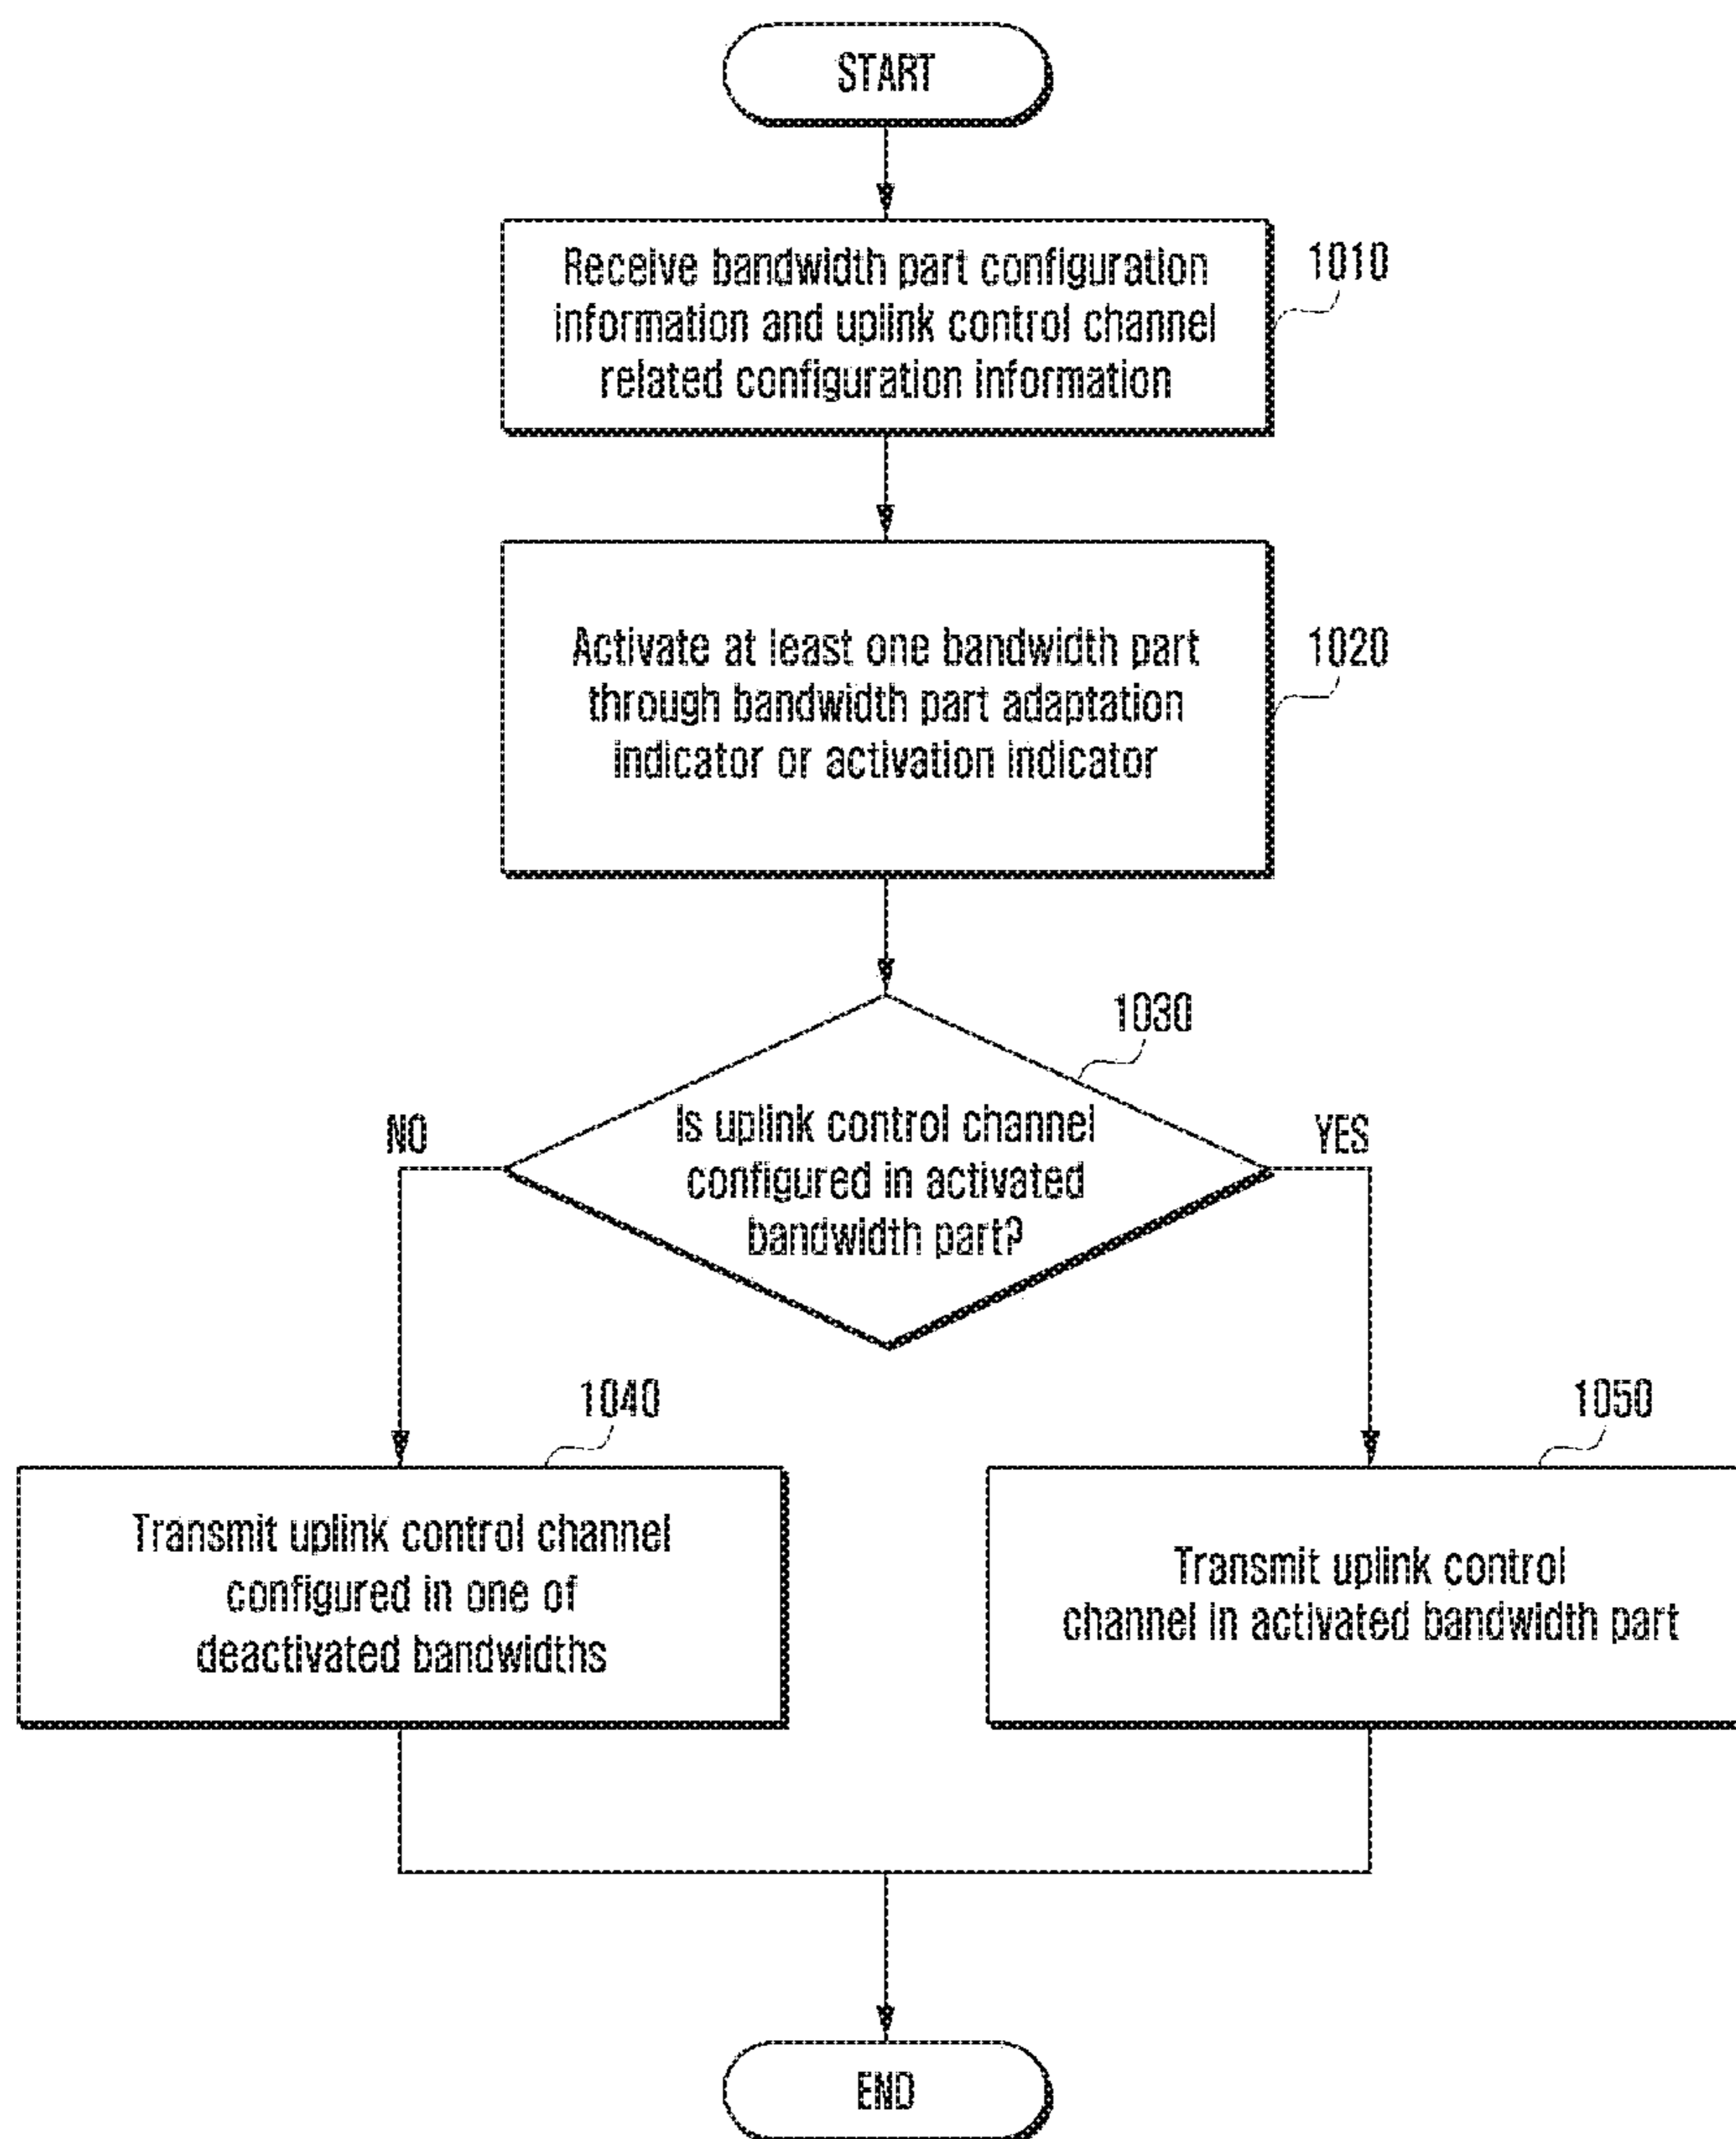 START
Receive bandwidth part configuration
information and uplink control channel
related configuration information
1010
Activate at least one bandwidth part
through bandwidth part adaptation
indicator or activation indicator
1020
1030
Is uplink control channel
configured in activated
bandwidth part?
NO
YES
1040
Transmit uplink control channel
configured in one of
deactivated bandwidths
1050
Transmit uplink control
channel in activated bandwidth part
END